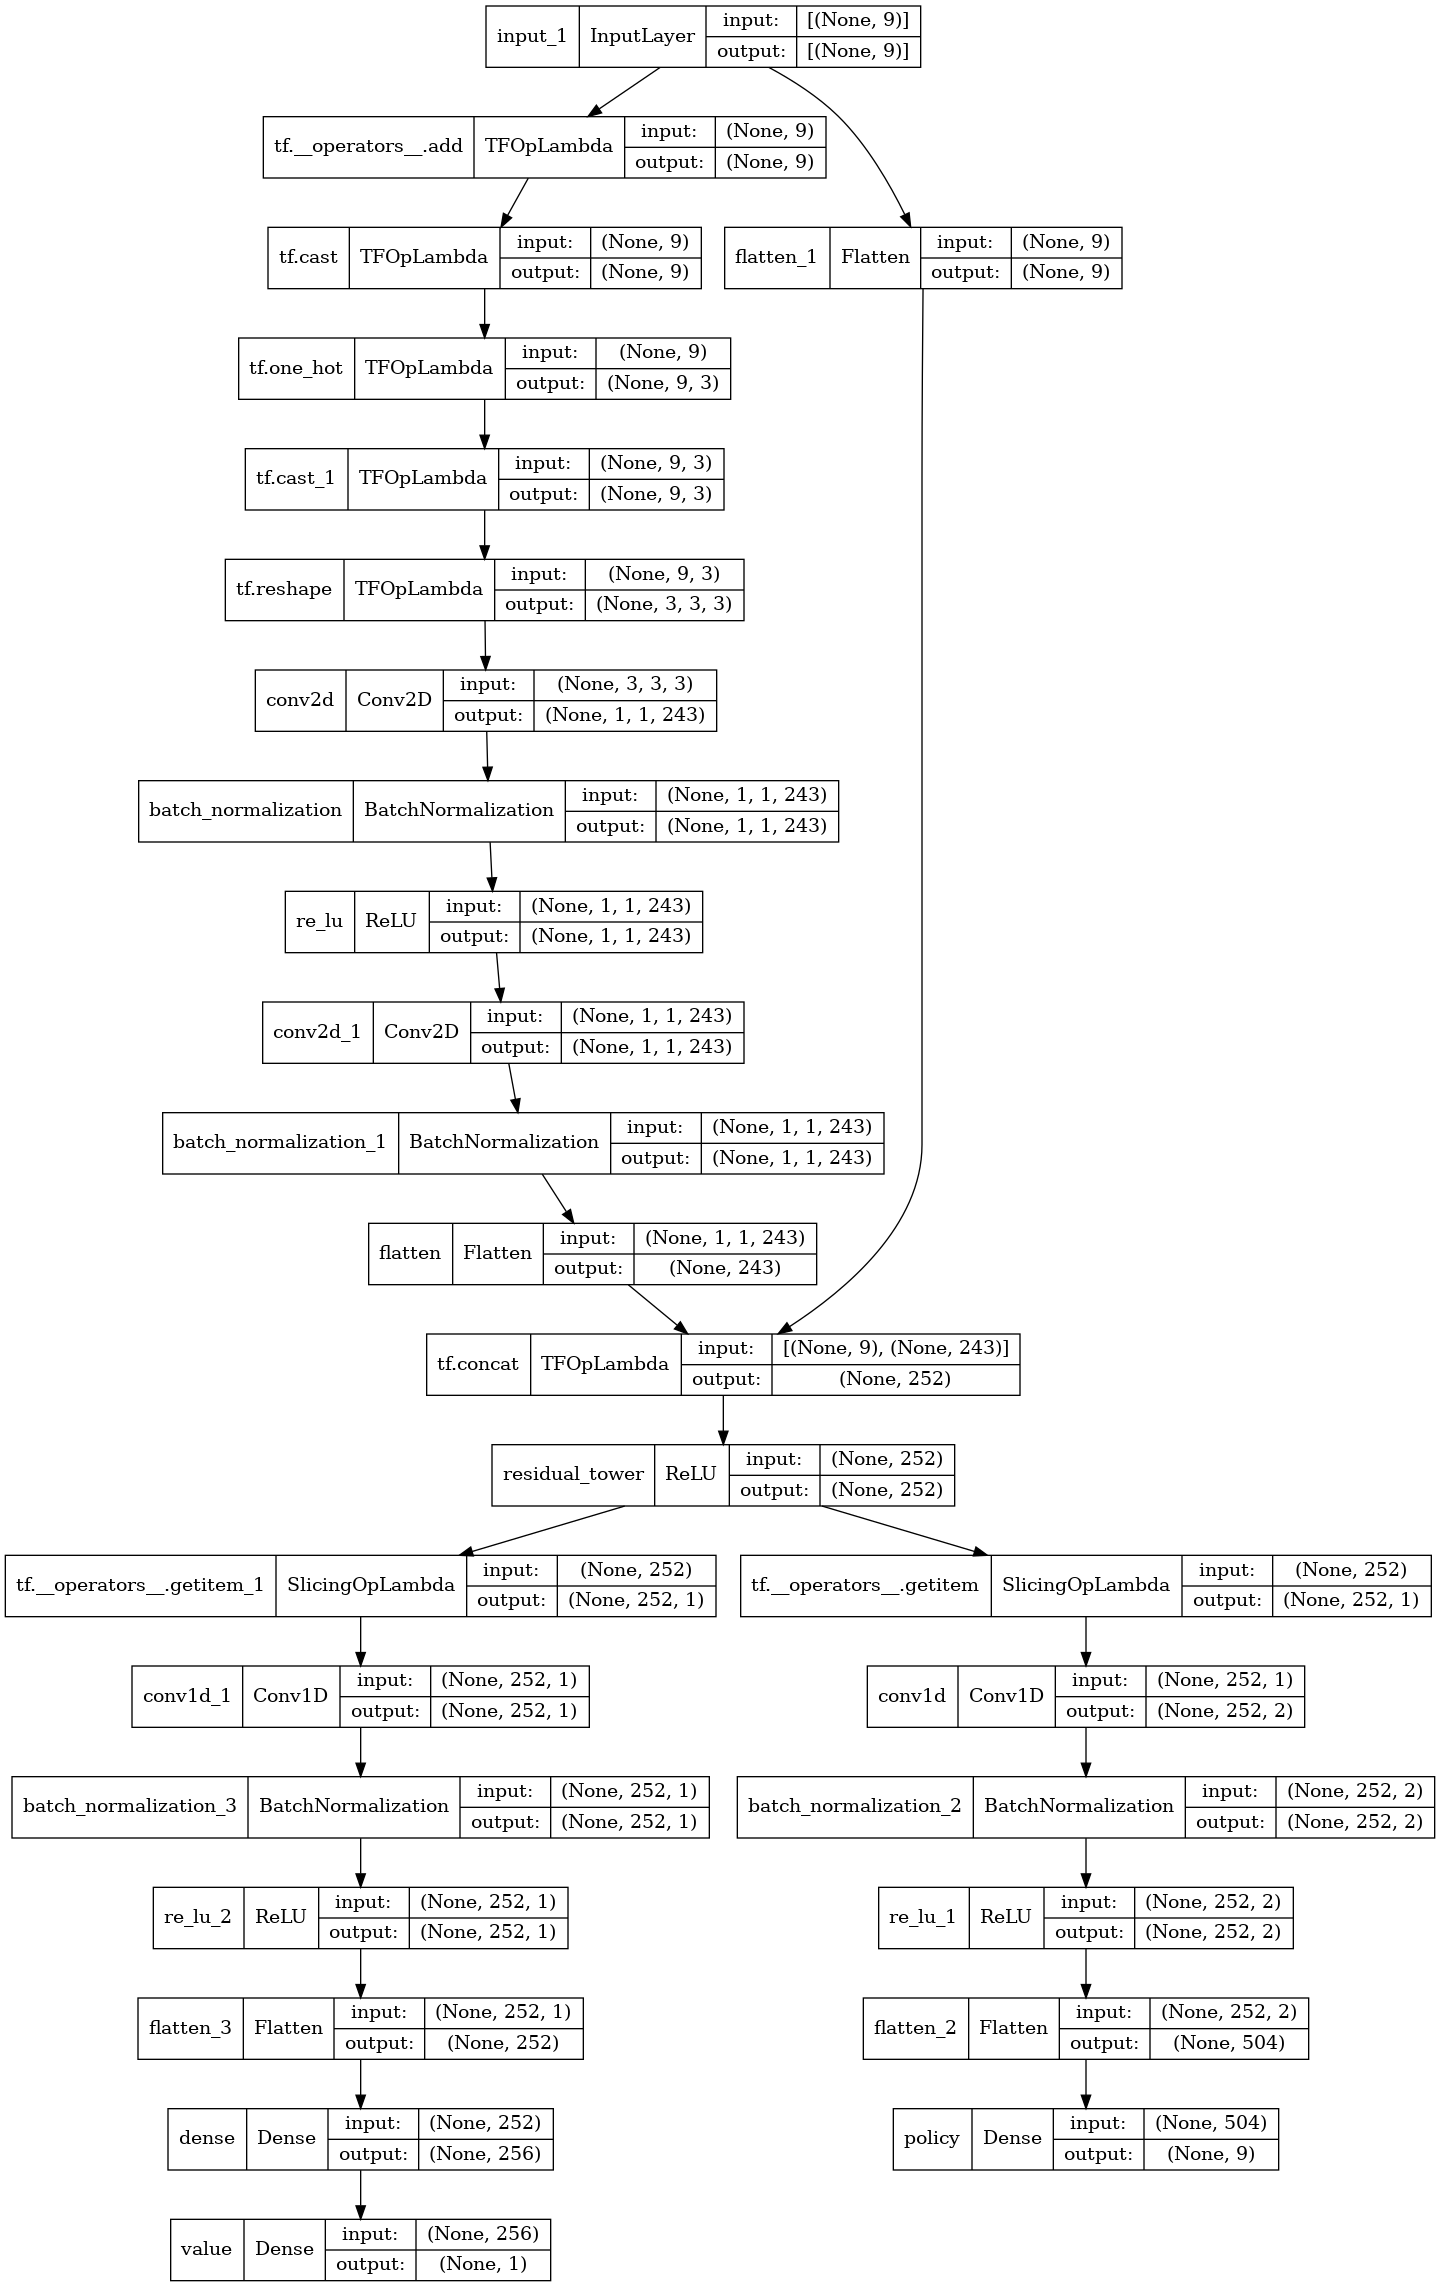 input_1 InputLayer input: [(None, 9)]
output: [(None, 9)]
tf.__operators__.add TFOpLambda input: (None, 9)
output: (None, 9)
tf.cast TFOpLambda input: (None, 9)
output: (None, 9)
flatten_1 Flatten input: (None, 9)
output: (None, 9)
tf.one_hot TFOpLambda input: (None, 9)
output: (None, 9, 3)
tf.cast_1 TFOpLambda input: (None, 9, 3)
output: (None, 9, 3)
tf.reshape TFOpLambda input: (None, 9, 3)
output: (None, 3, 3, 3)
conv2d Conv2D input: (None, 3, 3, 3)
output: (None, 1, 1, 243)
batch_normalization BatchNormalization input: (None, 1, 1, 243)
output: (None, 1, 1, 243)
re_lu ReLU input: (None, 1, 1, 243)
output: (None, 1, 1, 243)
conv2d_1 Conv2D input: (None, 1, 1, 243)
output: (None, 1, 1, 243)
batch_normalization_1 BatchNormalization input: (None, 1, 1, 243)
output: (None, 1, 1, 243)
flatten Flatten input: (None, 1, 1, 243)
output: (None, 243)
tf.concat TFOpLambda input: [(None, 9), (None, 243)]
output: (None, 252)
residual_tower ReLU input: (None, 252)
output: (None, 252)
tf.__operators__.getitem_1 SlicingOpLambda input: (None, 252)
output: (None, 252, 1)
tf.__operators__.getitem SlicingOpLambda input: (None, 252)
output: (None, 252, 1)
conv1d_1 Conv1D input: (None, 252, 1)
output: (None, 252, 1)
conv1d Conv1D input: (None, 252, 1)
output: (None, 252, 2)
batch_normalization_3 BatchNormalization input: (None, 252, 1)
output: (None, 252, 1)
batch_normalization_2 BatchNormalization input: (None, 252, 2)
output: (None, 252, 2)
re_lu_2 ReLU input: (None, 252, 1)
output: (None, 252, 1)
re_lu_1 ReLU input: (None, 252, 2)
output: (None, 252, 2)
flatten_3 Flatten input: (None, 252, 1)
output: (None, 252)
flatten_2 Flatten input: (None, 252, 2)
output: (None, 504)
dense Dense input: (None, 252)
output: (None, 256)
policy Dense input: (None, 504)
output: (None, 9)
value Dense input: (None, 256)
output: (None, 1)